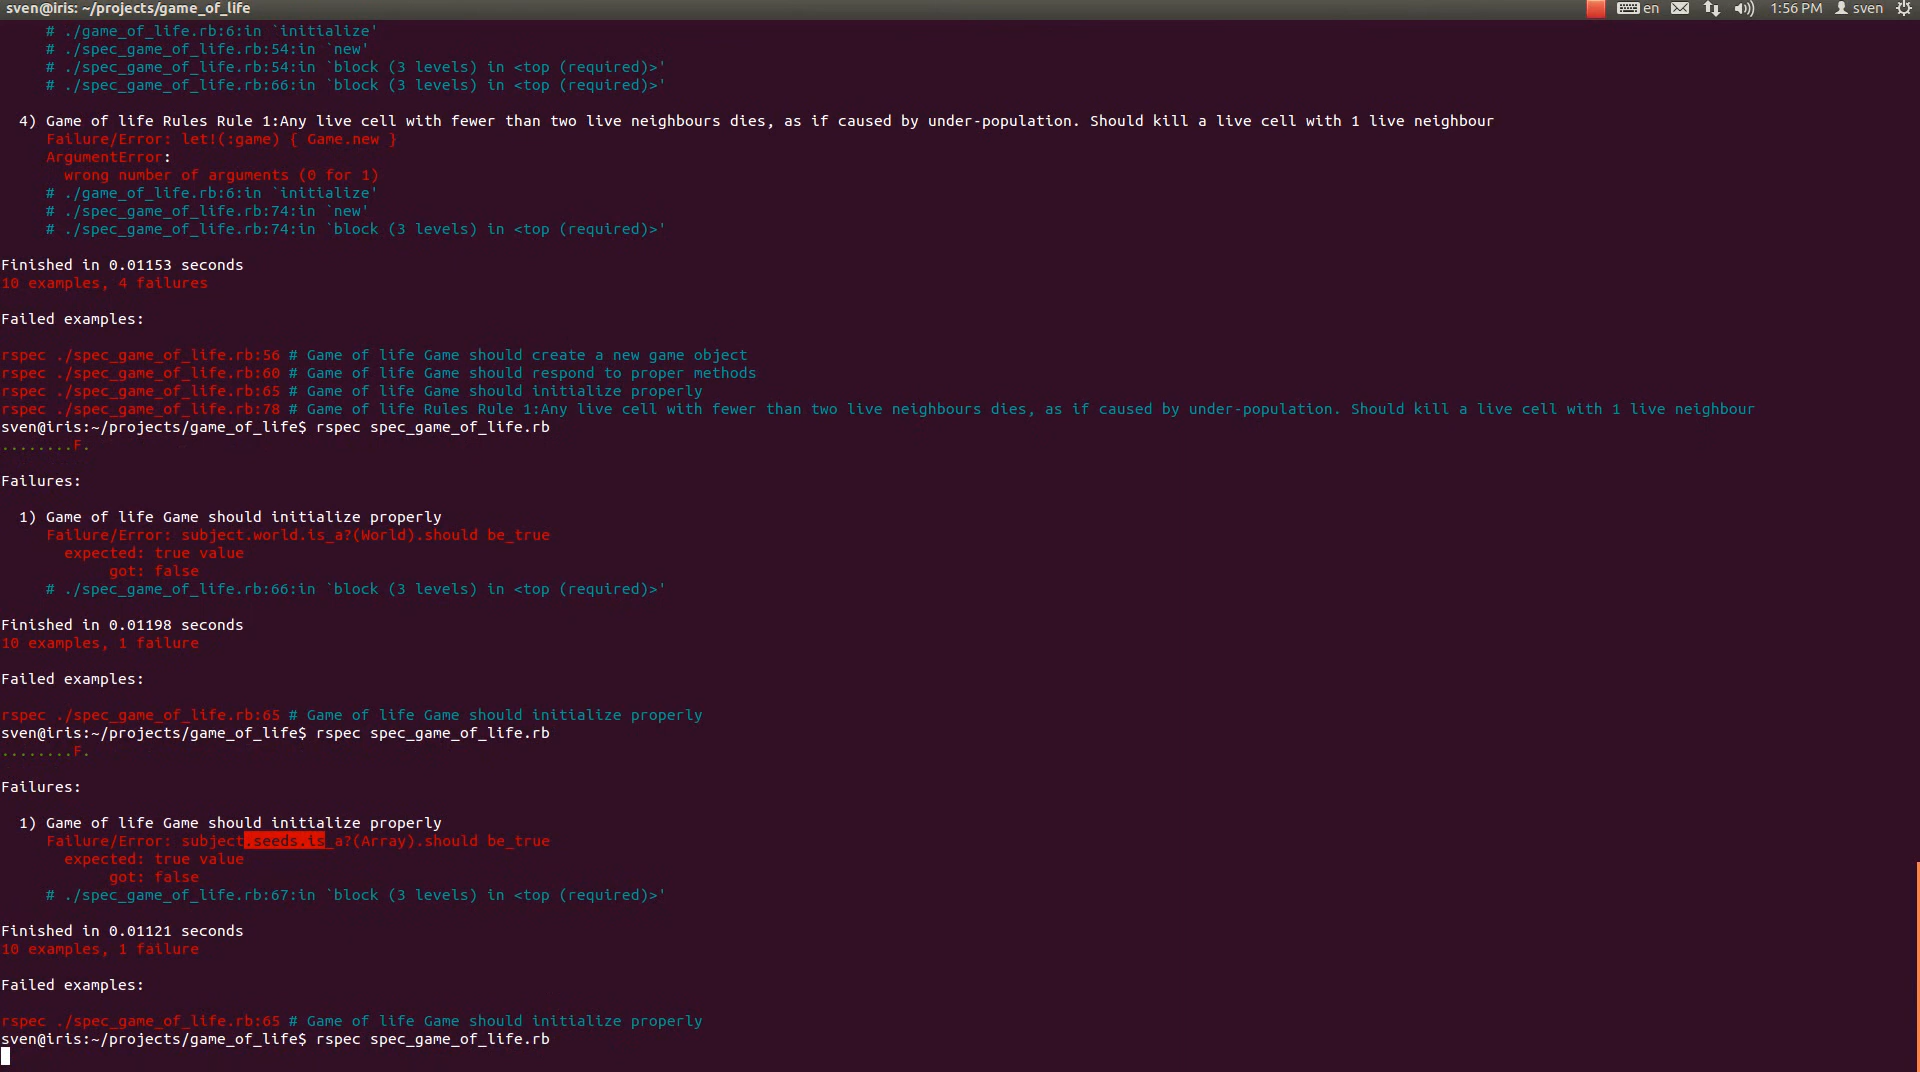 sven@iris: ~/projects/game_of_life
en 1:56 PM sven
# ./game_of_life.rb:6:in `initialize'
# ./spec_game_of_life.rb:54:in `new'
# ./spec_game_of_life.rb:54:in `block (3 levels) in <top (required)>'
# ./spec_game_of_life.rb:66:in `block (3 levels) in <top (required)>'
4) Game of life Rules Rule 1:Any live cell with fewer than two live neighbours dies, as if caused by under-population. Should kill a live cell with 1 live neighbour
Failure/Error: let!(:game) { Game.new }
ArgumentError:
wrong number of arguments (0 for 1)
# ./game_of_life.rb:6:in `initialize'
# ./spec_game_of_life.rb:74:in `new'
# ./spec_game_of_life.rb:74:in `block (3 levels) in <top (required)>'
Finished in 0.01153 seconds
10 examples, 4 failures
Failed examples:
rspec ./spec_game_of_life.rb:56 # Game of life Game should create a new game object
rspec ./spec_game_of_life.rb:60 # Game of life Game should respond to proper methods
rspec ./spec_game_of_life.rb:65 # Game of life Game should initialize properly
rspec ./spec_game_of_life.rb:78 # Game of life Rules Rule 1:Any live cell with fewer than two live neighbours dies, as if caused by under-population. Should kill a live cell with 1 live neighbour
sven@iris:~/projects/game_of_life$ rspec spec_game_of_life.rb
........F.
Failures:
1) Game of life Game should initialize properly
Failure/Error: subject.world.is_a?(World).should be_true
expected: true value
got: false
# ./spec_game_of_life.rb:66:in `block (3 levels) in <top (required)>'
Finished in 0.01198 seconds
10 examples, 1 failure
Failed examples:
rspec ./spec_game_of_life.rb:65 # Game of life Game should initialize properly
sven@iris:~/projects/game_of_life$ rspec spec_game_of_life.rb
........F.
Failures:
1) Game of life Game should initialize properly
Failure/Error: subject.seeds.is_a?(Array).should be_true
expected: true value
got: false
# ./spec_game_of_life.rb:67:in `block (3 levels) in <top (required)>'
Finished in 0.01121 seconds
10 examples, 1 failure
Failed examples:
rspec ./spec_game_of_life.rb:65 # Game of life Game should initialize properly
sven@iris:~/projects/game_of_life$ rspec spec_game_of_life.rb